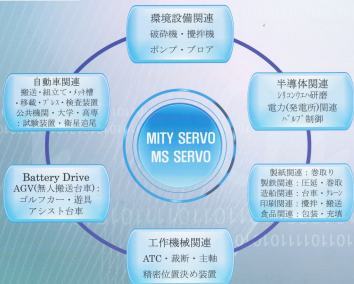 環境設備関連
破砕機・攪拌機
ポンプ・ブロア
自動車関連
搬送・組立て・ﾒｯｷ槽
・移載・ﾌﾟﾚｽ・検査装置
公共機関・大学・高専
:試験装置・衛星追尾
半導体関連
ｼﾘｺﾝｳｴﾊ研磨
電力(発電所)関連
ﾊﾞﾙﾌﾞ制御
MITY SERVO
MS SERVO
Battery Drive
AGV(無人搬送台車):
ゴルフカー・遊具
アシスト台車
製紙関連:巻取り
製鉄関連:圧延・巻取
造船関連:台車・ｸﾚｰﾝ
印刷関連:攪拌・搬送
食品関連:包装・充填
工作機械関連
ATC・裁断・主軸
精密位置決め装置